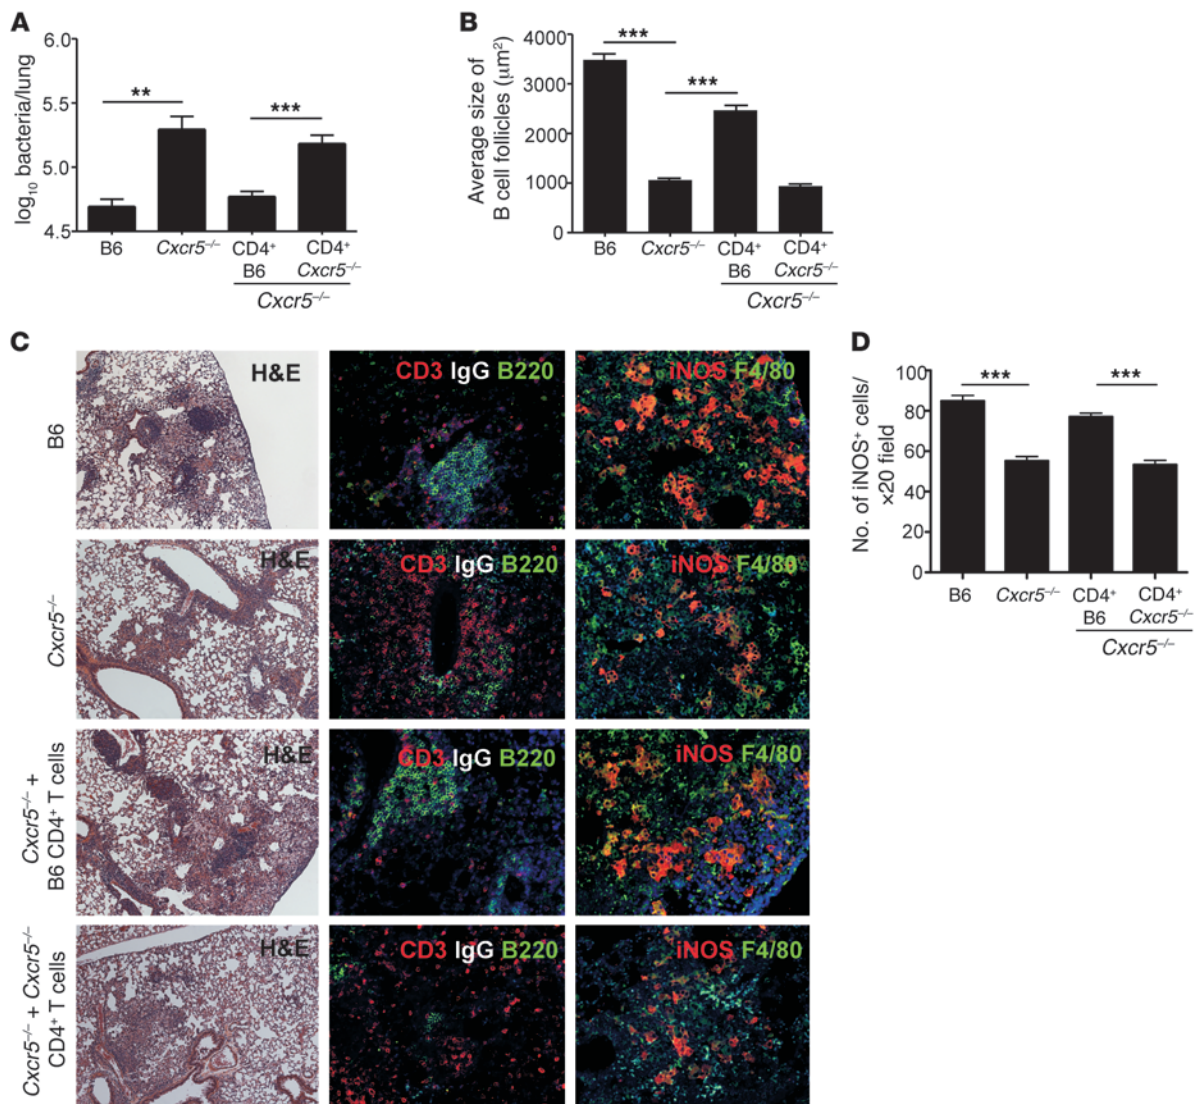 A
log₁₀ bacteria/lung
6.0
5.5
5.0
4.5
**
***
B6
Cxcr5⁻/⁻
CD4⁺ B6
CD4⁺ Cxcr5⁻/⁻
Cxcr5⁻/⁻
B
Average size of
B cell follicles (μm²)
4000
3000
2000
1000
0
***
***
B6
Cxcr5⁻/⁻
CD4⁺ B6
CD4⁺ Cxcr5⁻/⁻
Cxcr5⁻/⁻
C
B6
H&E
CD3 IgG B220
iNOS F4/80
Cxcr5⁻/⁻
H&E
CD3 IgG B220
iNOS F4/80
Cxcr5⁻/⁻ +
B6 CD4⁺ T cells
H&E
CD3 IgG B220
iNOS F4/80
Cxcr5⁻/⁻ + Cxcr5⁻/⁻
CD4⁺ T cells
H&E
CD3 IgG B220
iNOS F4/80
D
No. of iNOS⁺ cells/
×20 field
100
80
60
40
20
0
***
***
B6
Cxcr5⁻/⁻
CD4⁺ B6
CD4⁺ Cxcr5⁻/⁻
Cxcr5⁻/⁻